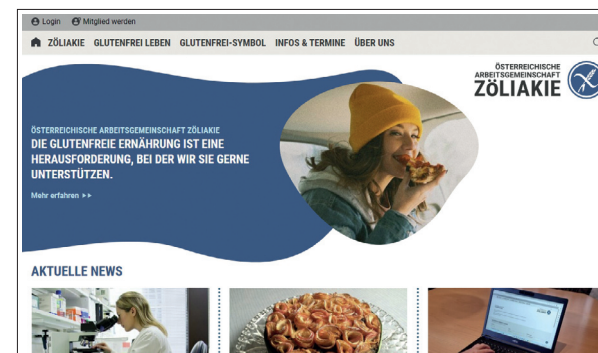 Login Mitglied werden
ZÖLIAKIE GLUTENFREI LEBEN GLUTENFREI-SYMBOL INFOS & TERMINE ÜBER UNS
ÖSTERREICHISCHE
ARBEITSGEMEINSCHAFT
ZÖLIAKIE
ÖSTERREICHISCHE ARBEITSGEMEINSCHAFT ZÖLIAKIE
DIE GLUTENFREIE ERNÄHRUNG IST EINE
HERAUSFORDERUNG, BEI DER WIR SIE GERNE
UNTERSTÜTZEN.
Mehr erfahren ▸▸
AKTUELLE NEWS